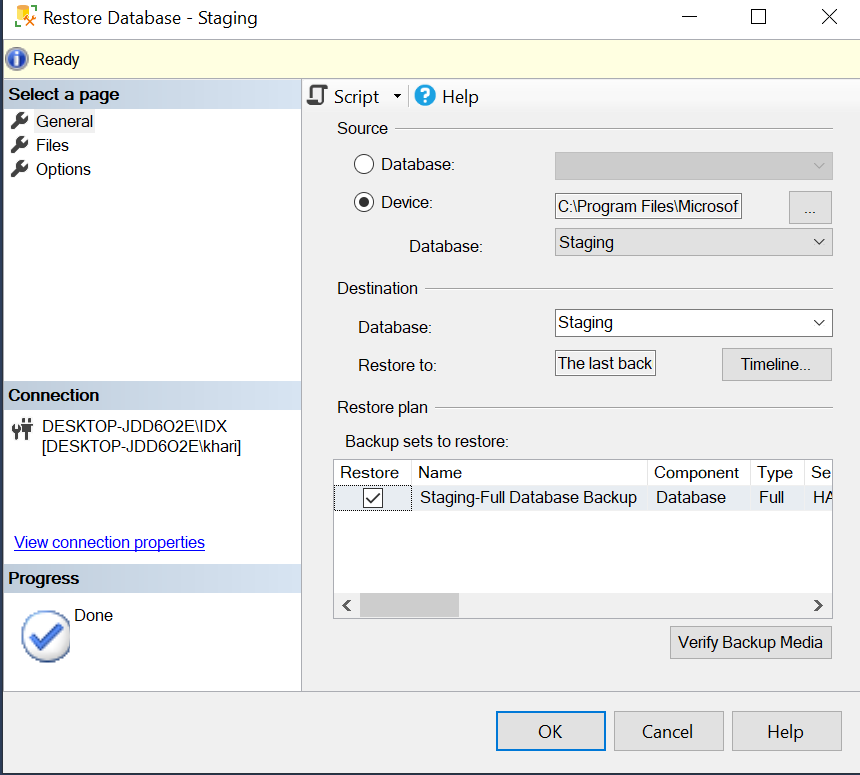 Restore Database - Staging
Ready
Select a page
General
Files
Options
Script
Help
Source
Database:
Device:
C:\Program Files\Microsof
...
Database:
Staging
Destination
Database:
Staging
Restore to:
The last back
Timeline...
Restore plan
Backup sets to restore:
Restore Name Component Type Se
Staging-Full Database Backup Database Full HA
Verify Backup Media
Connection
DESKTOP-JDD6O2E\IDX
[DESKTOP-JDD6O2E\khari]
View connection properties
Progress
Done
OK
Cancel
Help